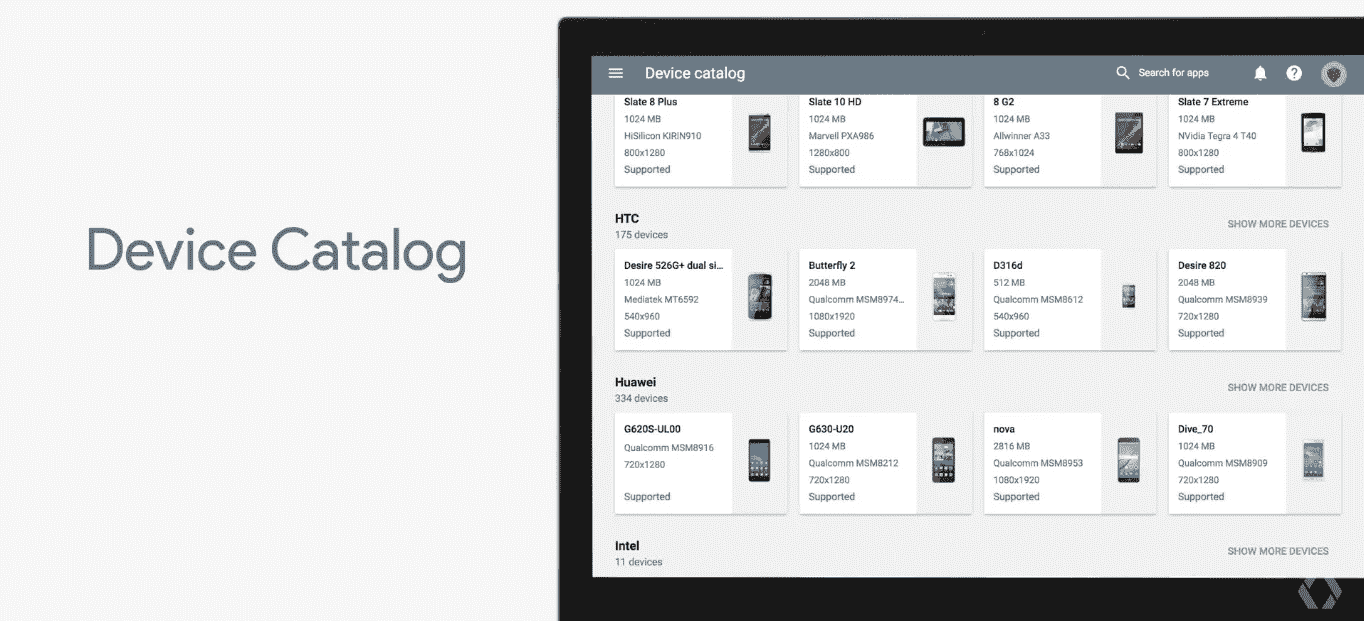 Device Catalog
Device catalog
Search for apps
Slate 8 Plus
1024 MB
HiSilicon KIRIN910
800x1280
Supported
Slate 10 HD
1024 MB
Marvell PXA986
1280x800
Supported
8 G2
1024 MB
Allwinner A33
768x1024
Supported
Slate 7 Extreme
1024 MB
NVidia Tegra 4 T40
800x1280
Supported
HTC
175 devices
SHOW MORE DEVICES
Desire 526G+ dual si...
1024 MB
Mediatek MT6592
540x960
Supported
Butterfly 2
2048 MB
Qualcomm MSM8974...
1080x1920
Supported
D316d
512 MB
Qualcomm MSM8612
540x960
Supported
Desire 820
2048 MB
Qualcomm MSM8939
720x1280
Supported
Huawei
334 devices
SHOW MORE DEVICES
G620S-UL00
Qualcomm MSM8916
720x1280
Supported
G630-U20
1024 MB
Qualcomm MSM8212
720x1280
Supported
nova
2816 MB
Qualcomm MSM8953
1080x1920
Supported
Dive_70
1024 MB
Qualcomm MSM8909
720x1280
Supported
Intel
11 devices
SHOW MORE DEVICES